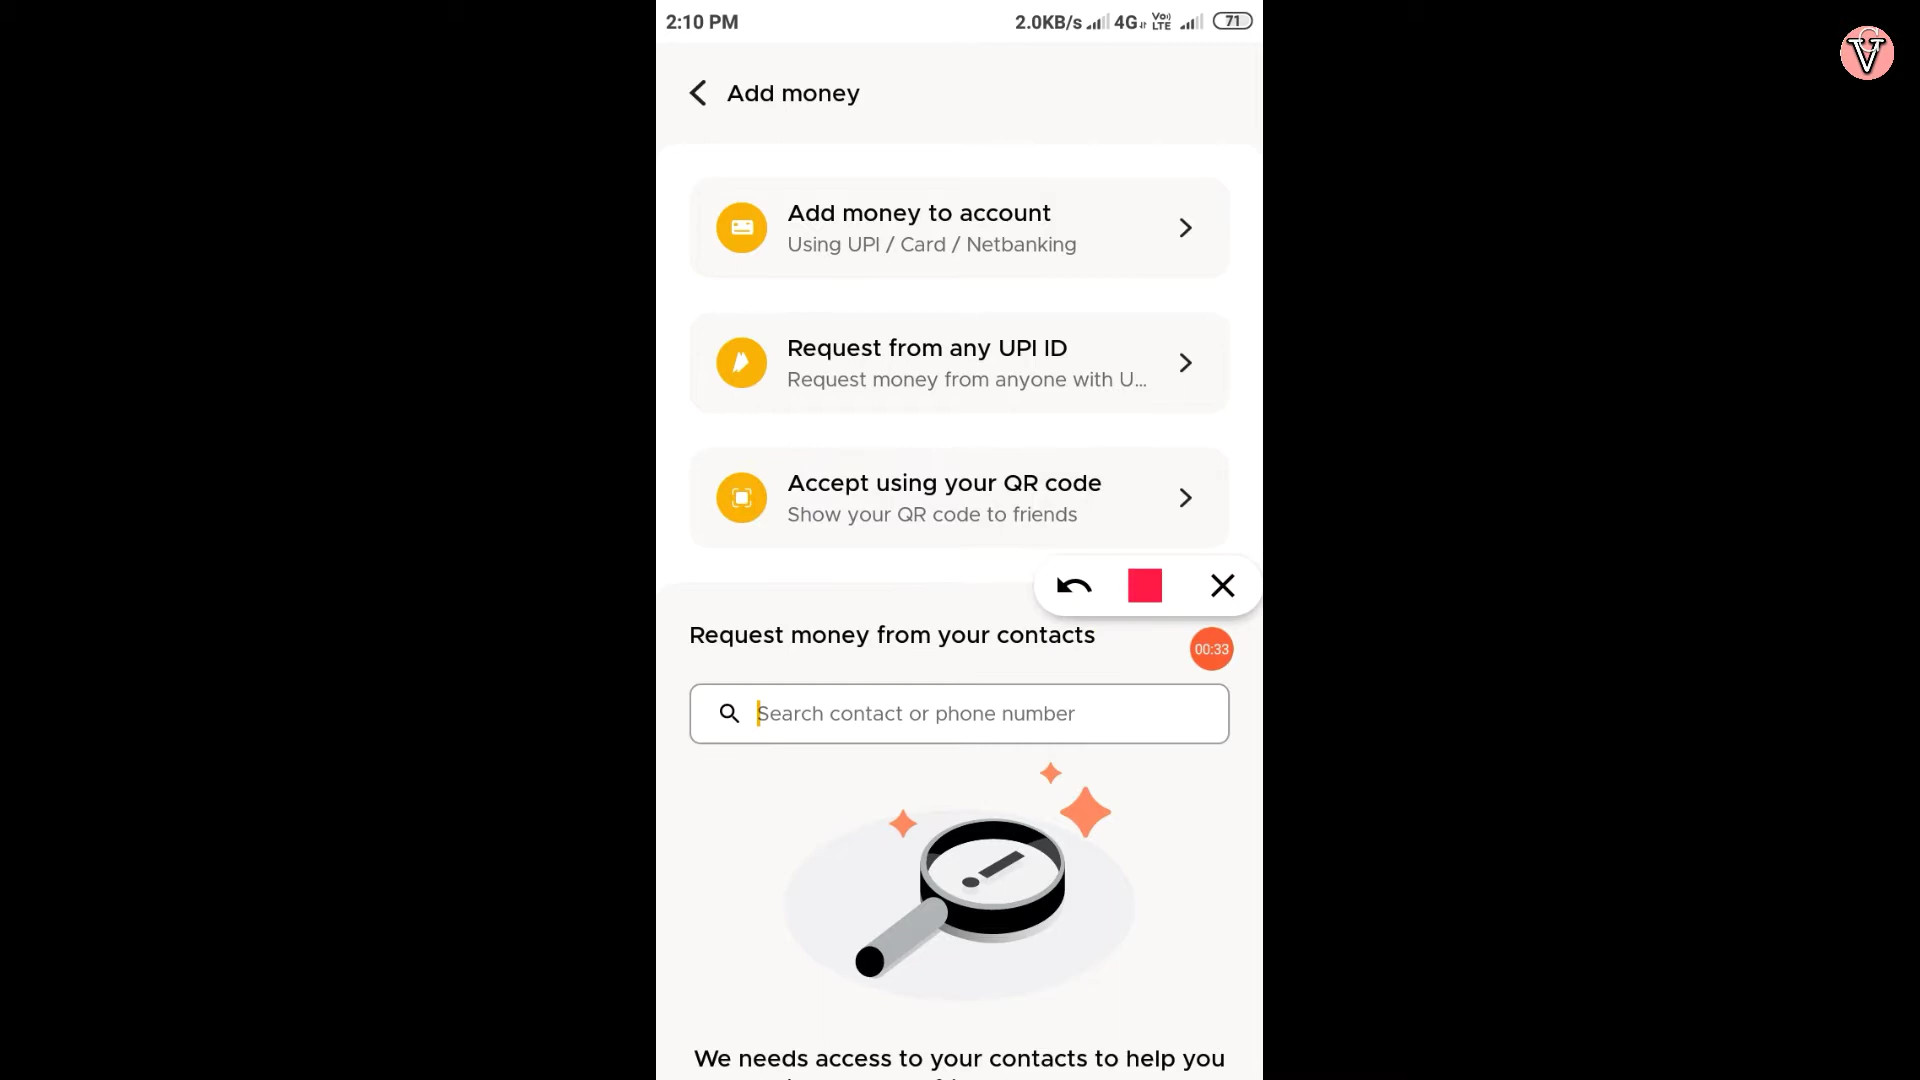 2:10 PM 2.0KB/s 4G Vo) LTE 71
Add money
Add money to account
Using UPI / Card / Netbanking
Request from any UPI ID
Request money from anyone with U...
Accept using your QR code
Show your QR code to friends
Request money from your contacts
00:33
Search contact or phone number
We needs access to your contacts to help you